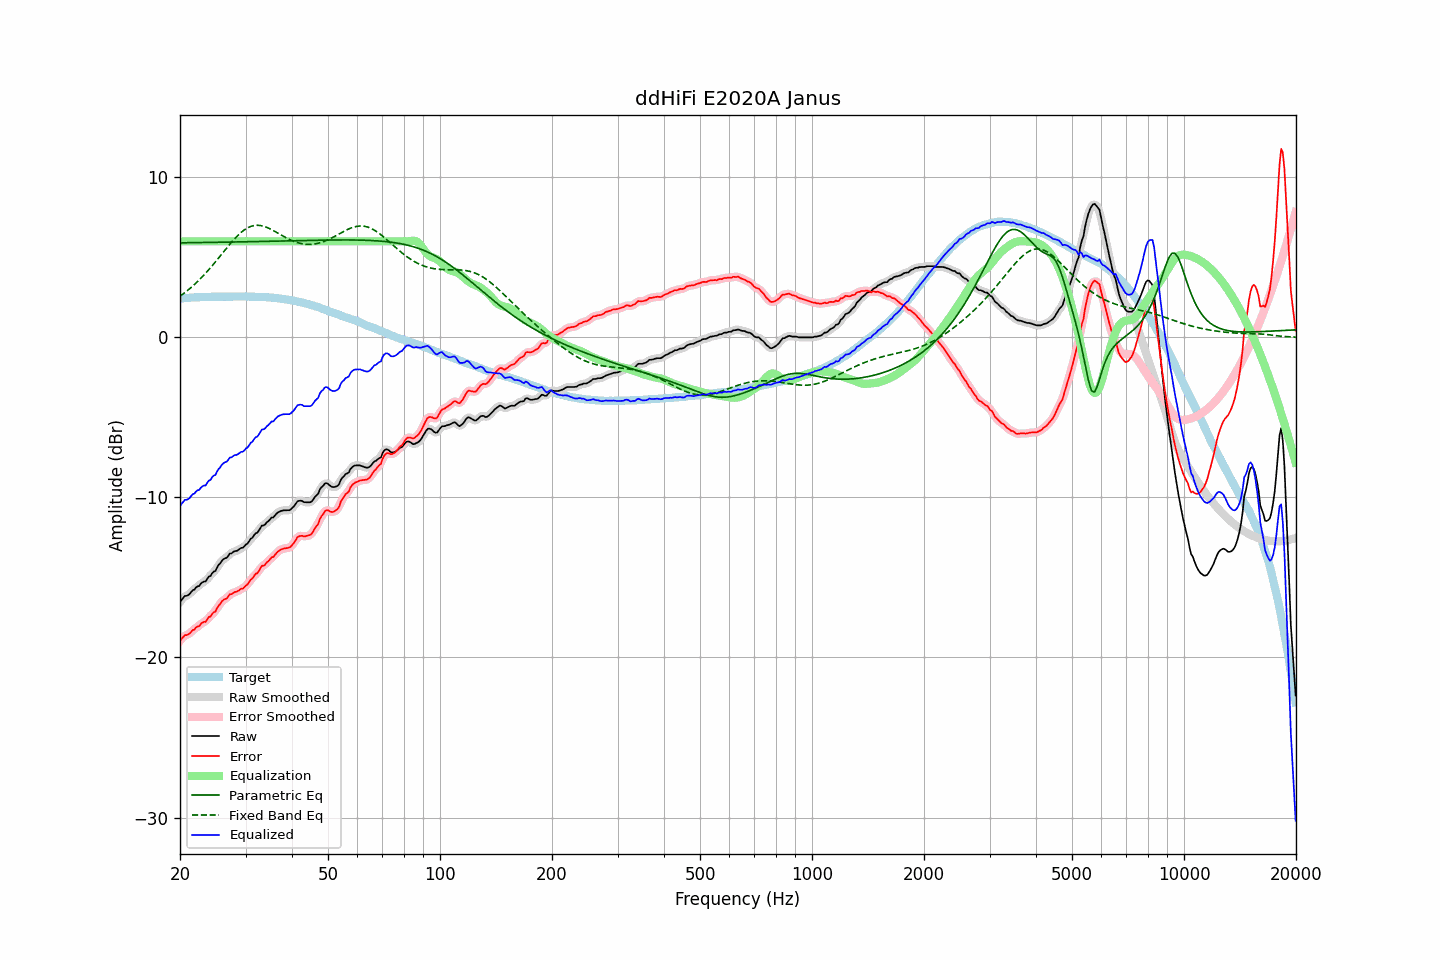 ddHiFi E2020A Janus
Amplitude (dBr)
10
0
−10
−20
−30
Target
Raw Smoothed
Error Smoothed
Raw
Error
Equalization
Parametric Eq
Fixed Band Eq
Equalized
20 50 100 200 500 1000 2000 5000 10000 20000
Frequency (Hz)